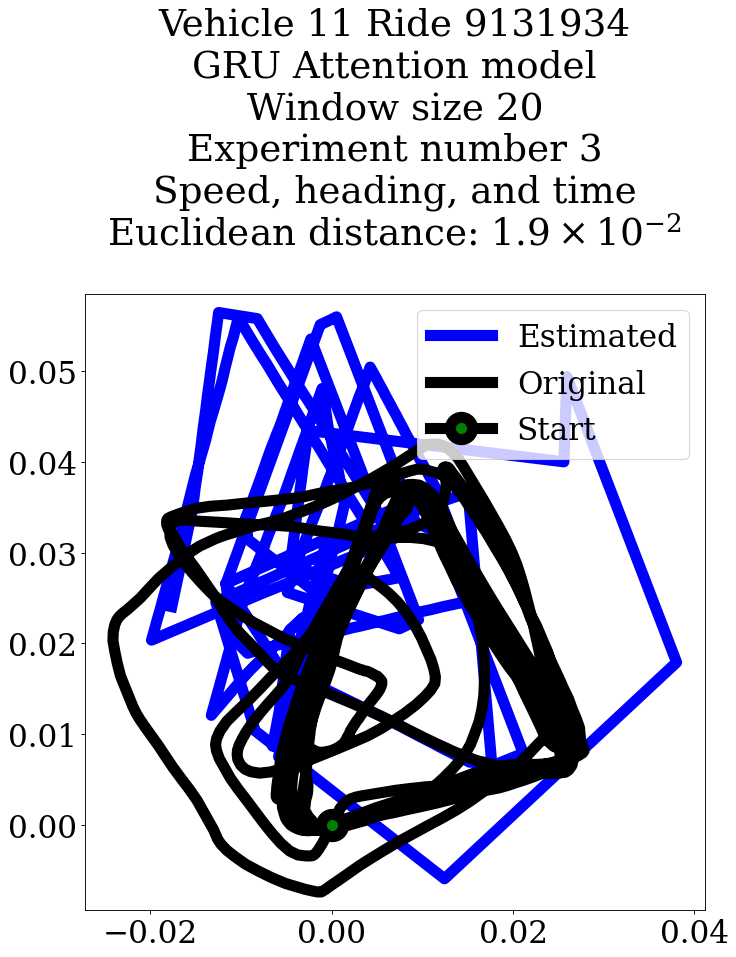 Vehicle 11 Ride 9131934
GRU Attention model
Window size 20
Experiment number 3
Speed, heading, and time
Euclidean distance: 1.9 × 10⁻²
Estimated
Original
Start
0.05
0.04
0.03
0.02
0.01
0.00
−0.02 0.00 0.02 0.04